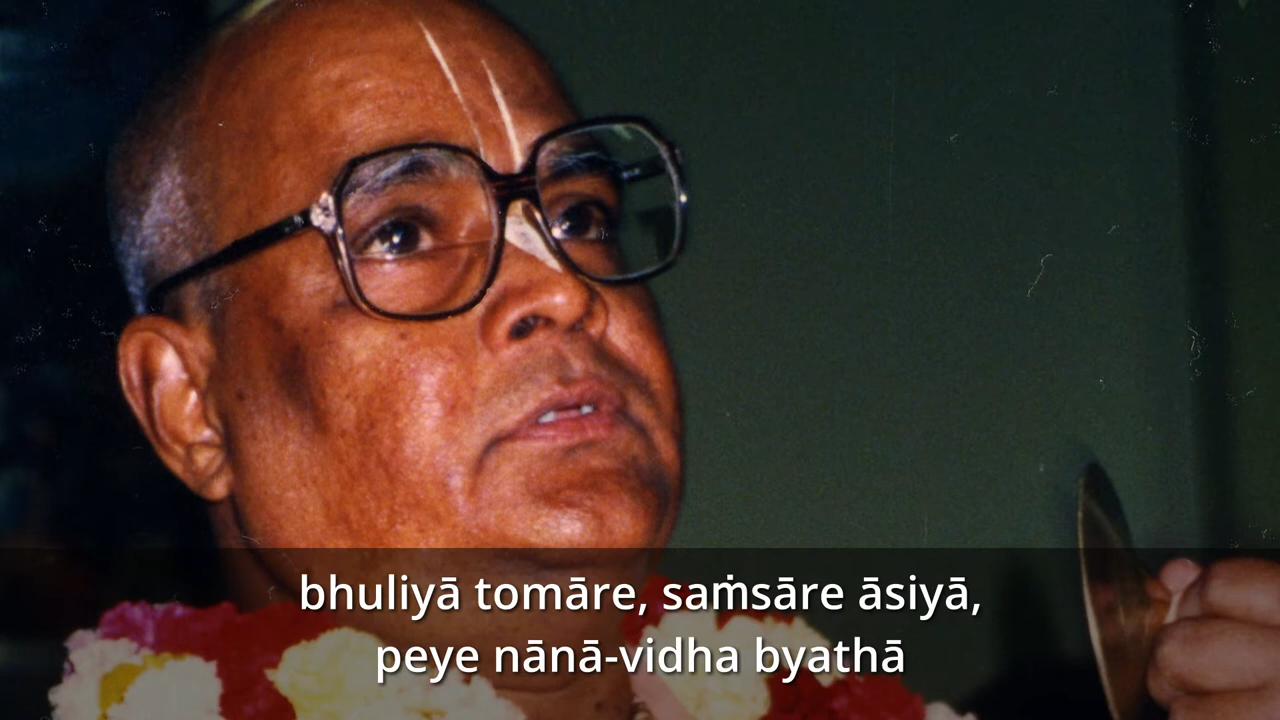 bhuliyā tomāre, saṁsāre āsiyā,
peye nānā-vidha byathā